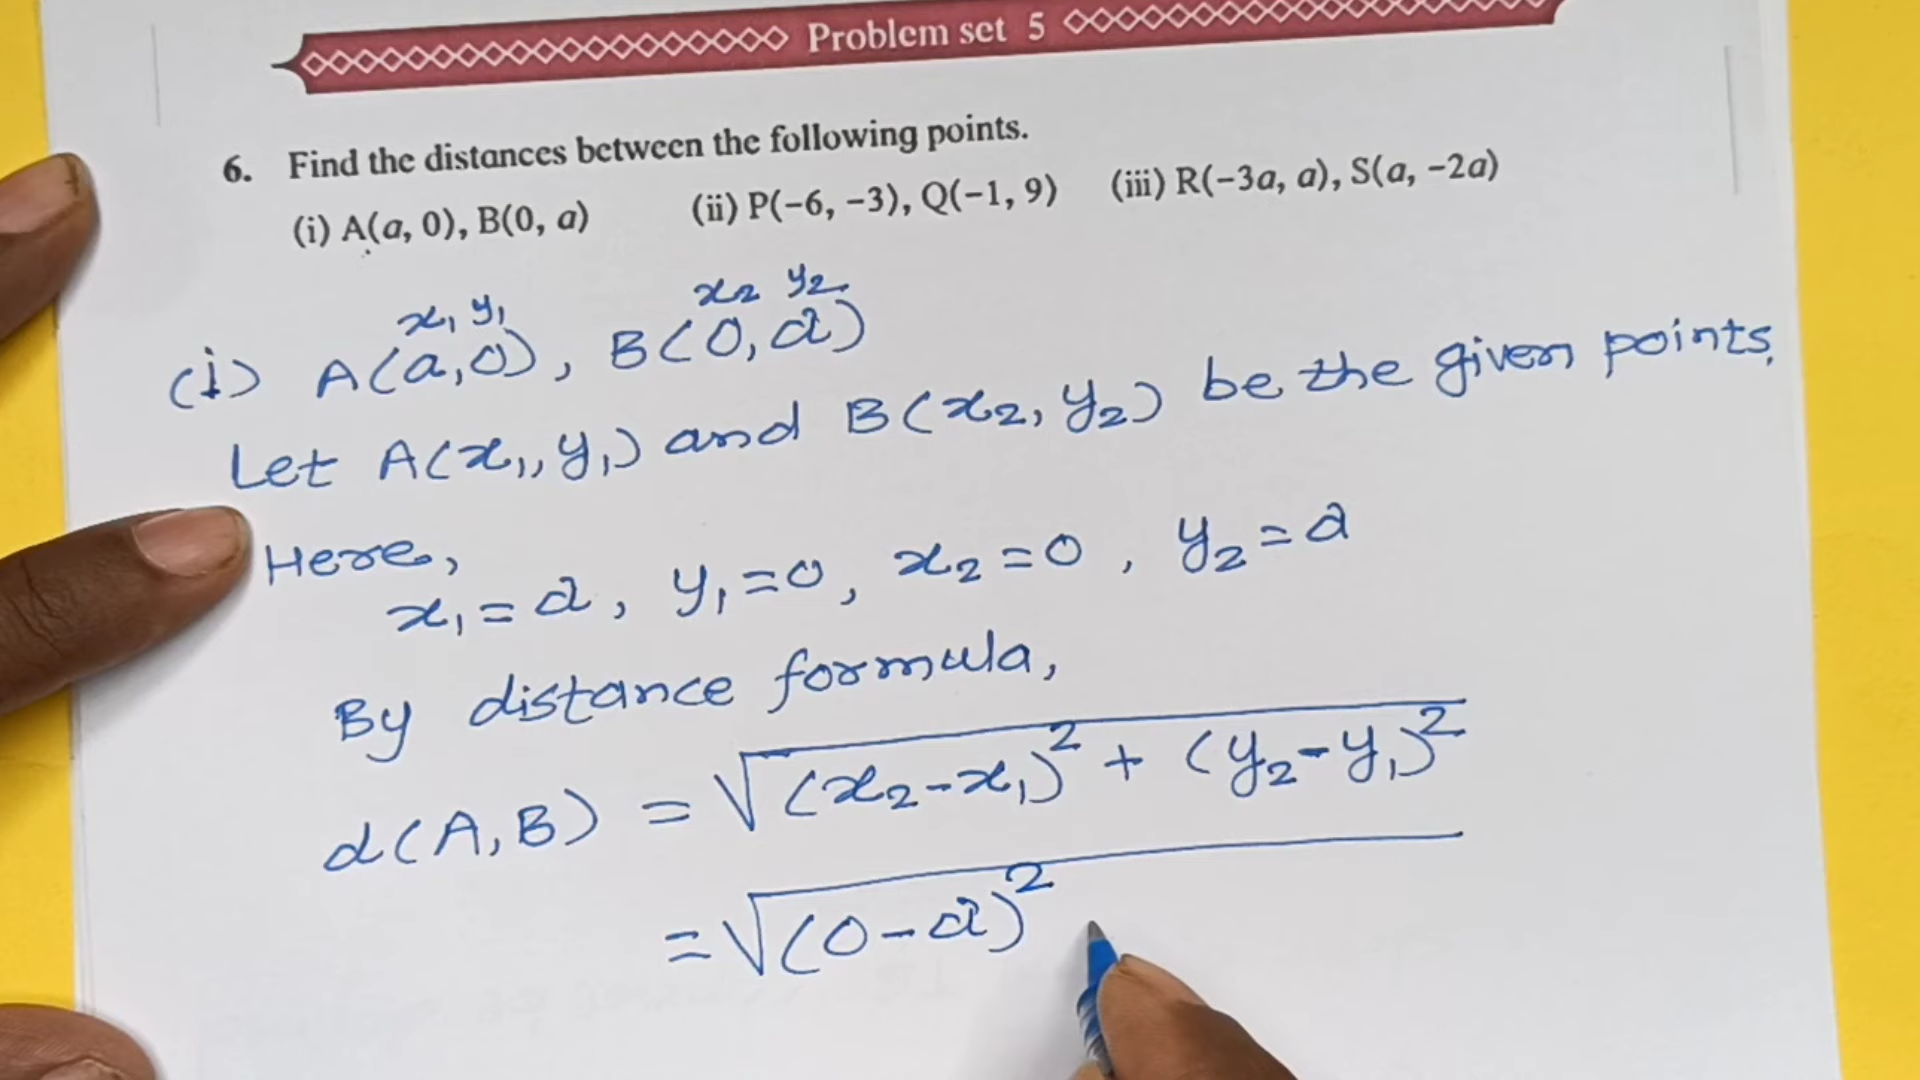 Problem set 5
6. Find the distances between the following points.
(i) A(a, 0), B(0, a) (ii) P(-6, -3), Q(-1, 9) (iii) R(-3a, a), S(a, -2a)
x₁ y₁ x₂ y₂
(i) A(a,0), B(0,a)
Let A(x₁, y₁) and B(x₂, y₂) be the given points,
Here,
x₁ = a, y₁ = 0, x₂ = 0, y₂ = a
By distance formula,
d(A,B) = √(x₂-x₁)² + (y₂-y₁)²
= √(0-a)²